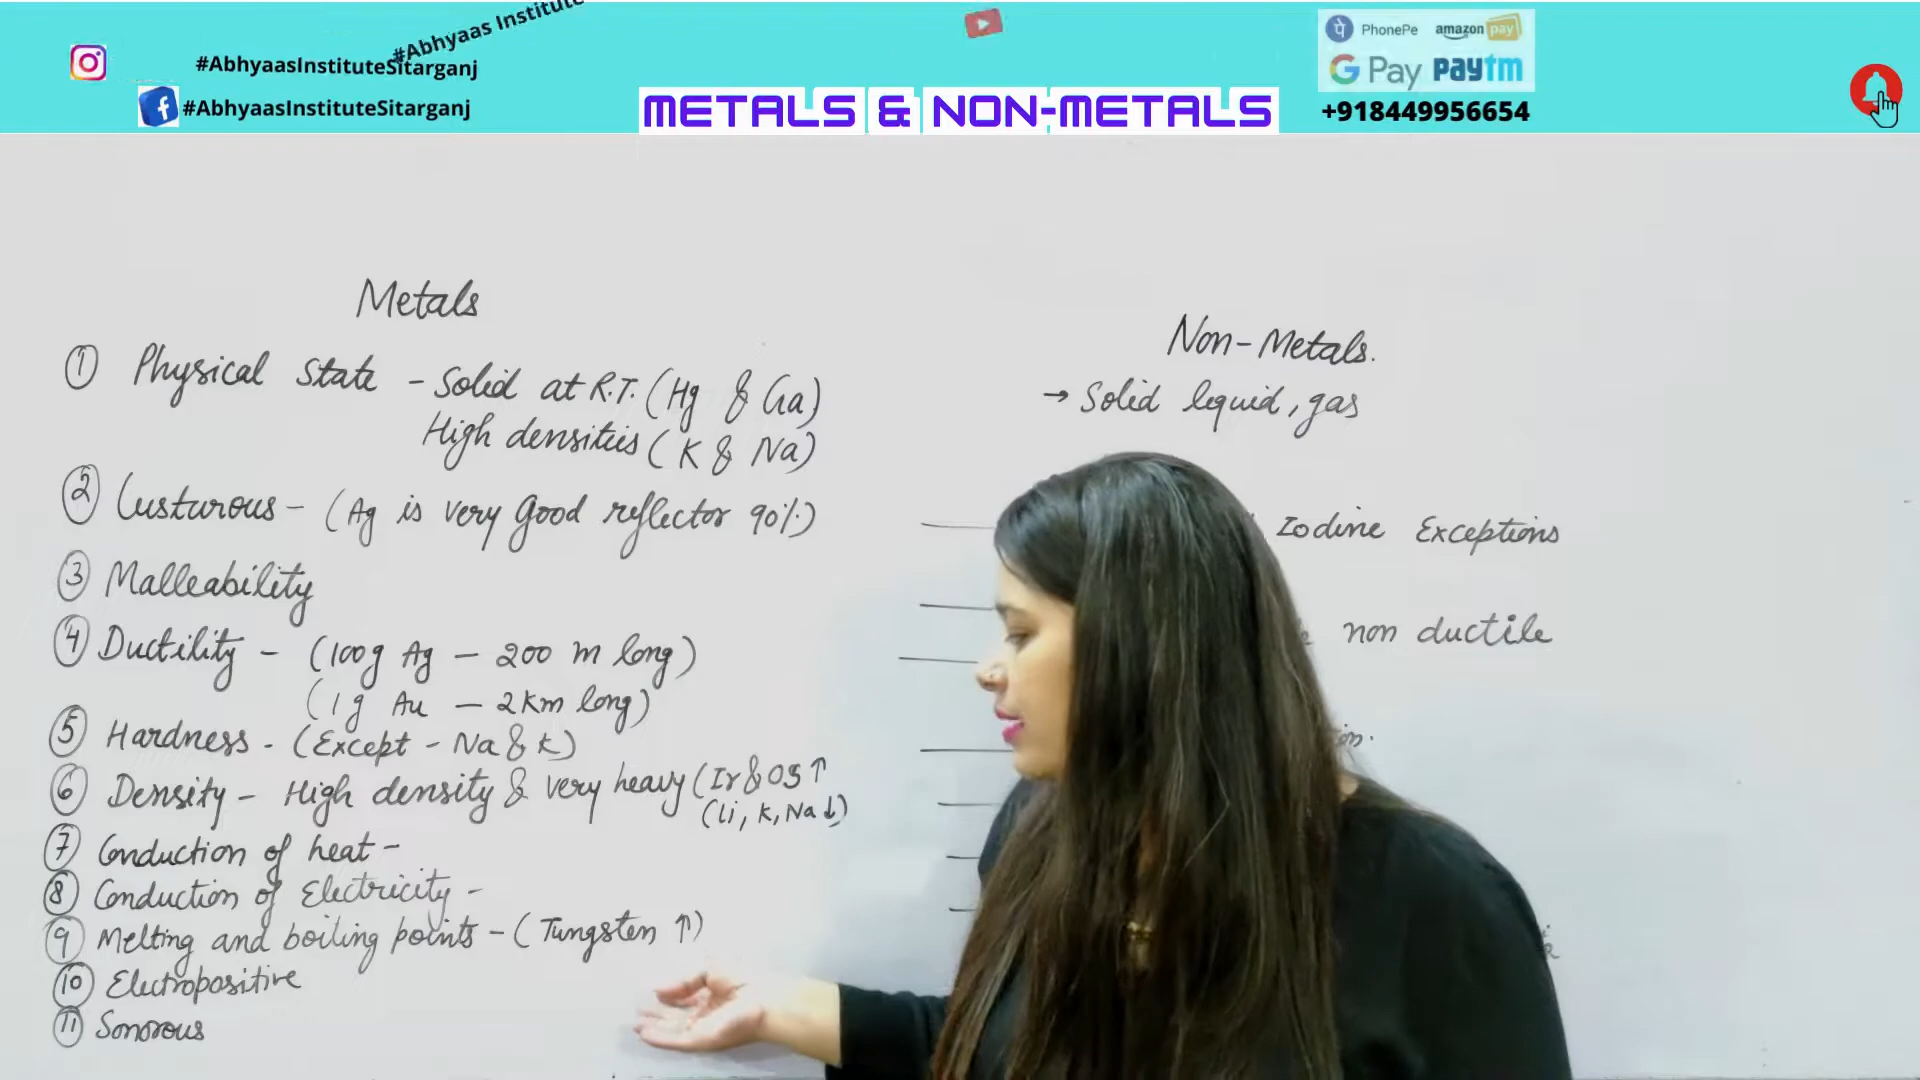 #Abhyaas Institute
#AbhyaasInstituteSitarganj
#AbhyaasInstituteSitarganj
METALS & NON-METALS
PhonePe amazon pay
G Pay paytm
+918449956654
Metals
① Physical State - Solid at R.T. (Hg & Ga)
High densities (K & Na)
② Lusturous - (Ag is very Good reflector 90%)
③ Malleability
④ Ductility - (100g Ag - 200 m long)
(1g Au - 2Km long)
⑤ Hardness - (Except - Na & K)
⑥ Density - High density & very heavy (Ir & OS ↑
(Li, K, Na ↓)
⑦ Conduction of heat -
⑧ Conduction of Electricity -
⑨ Melting and boiling points - (Tungsten ↑)
⑩ Electropositive
⑪ Sonorous
Non-Metals.
→ Solid liquid, gas
Iodine Exceptions
non ductile